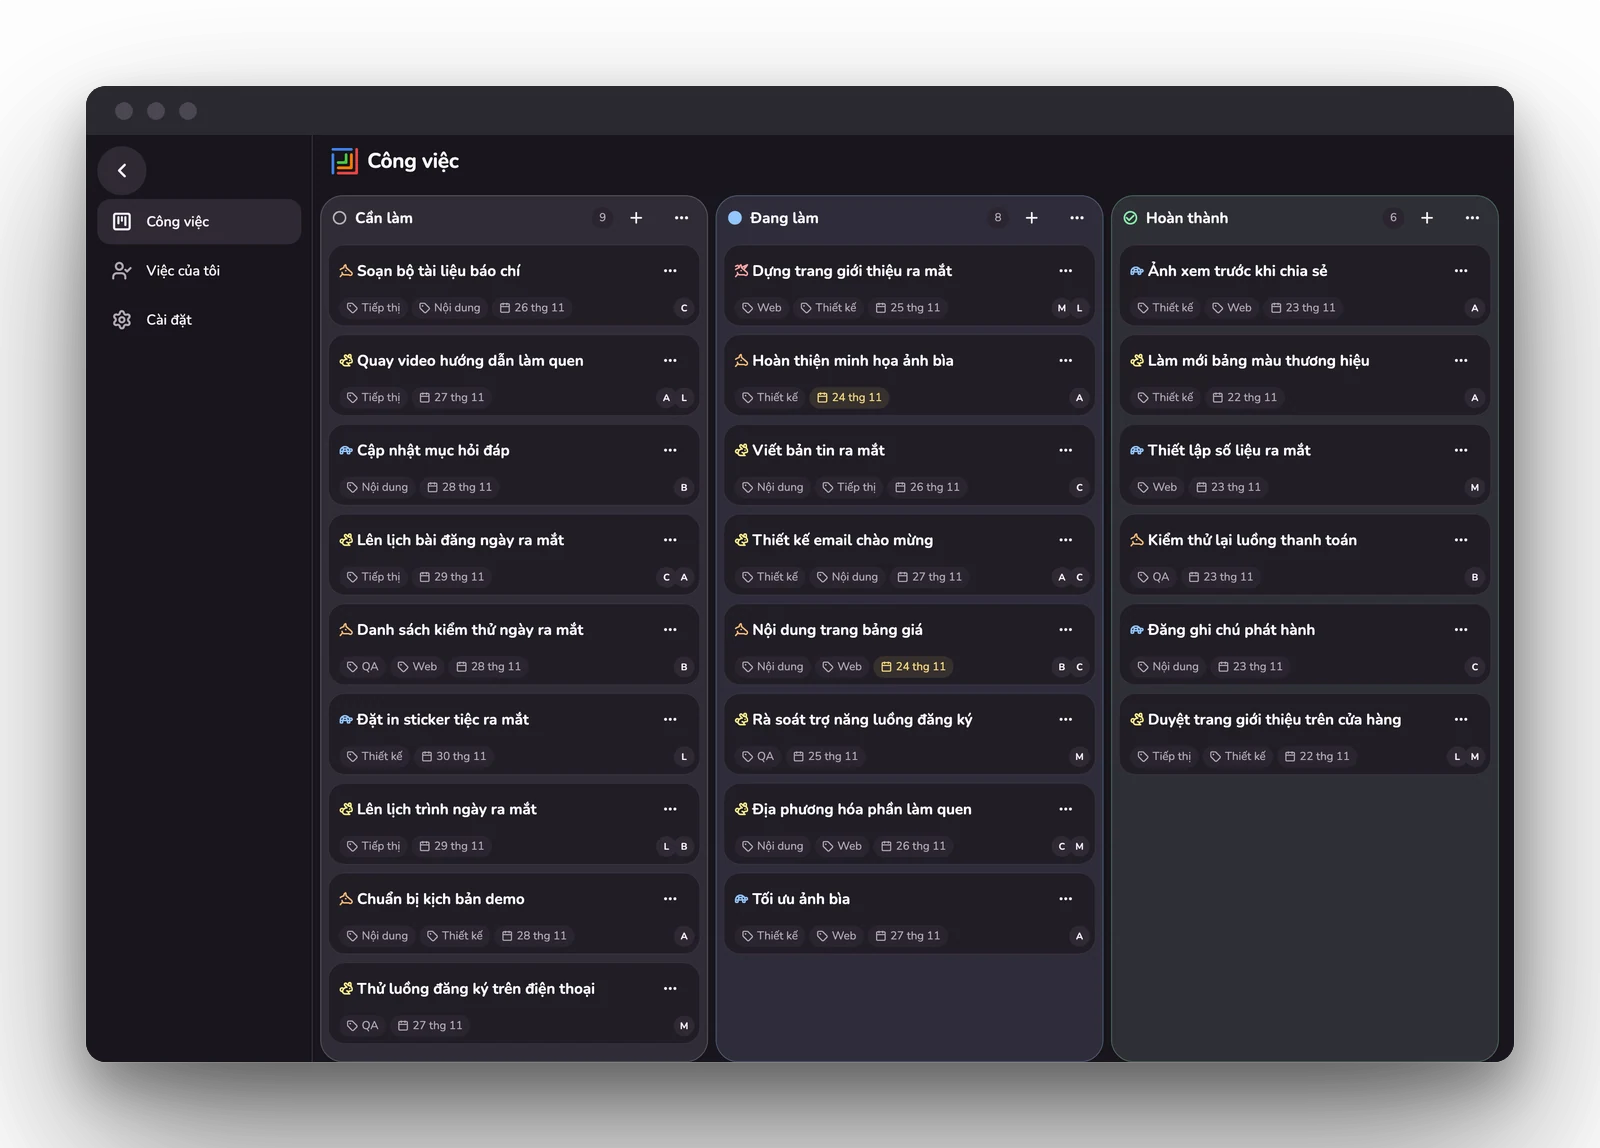 Công việc
Công việc
Việc của tôi
Cài đặt
Cần làm 9
Soạn bộ tài liệu báo chí
Tiếp thị Nội dung 26 thg 11 C
Quay video hướng dẫn làm quen
Tiếp thị 27 thg 11 A L
Cập nhật mục hỏi đáp
Nội dung 28 thg 11 B
Lên lịch bài đăng ngày ra mắt
Tiếp thị 29 thg 11 C A
Danh sách kiểm thử ngày ra mắt
QA Web 28 thg 11 B
Đặt in sticker tiệc ra mắt
Thiết kế 30 thg 11 L
Lên lịch trình ngày ra mắt
Tiếp thị 29 thg 11 L B
Chuẩn bị kịch bản demo
Nội dung Thiết kế 28 thg 11 A
Thử luồng đăng ký trên điện thoại
QA 27 thg 11 M
Đang làm 8
Dựng trang giới thiệu ra mắt
Web Thiết kế 25 thg 11 M L
Hoàn thiện minh họa ảnh bìa
Thiết kế 24 thg 11 A
Viết bản tin ra mắt
Nội dung Tiếp thị 26 thg 11 C
Thiết kế email chào mừng
Thiết kế Nội dung 27 thg 11 A C
Nội dung trang bảng giá
Nội dung Web 24 thg 11 B C
Rà soát trợ năng luồng đăng ký
QA 25 thg 11 M
Địa phương hóa phần làm quen
Nội dung Web 26 thg 11 C M
Tối ưu ảnh bìa
Thiết kế Web 27 thg 11 A
Hoàn thành 6
Ảnh xem trước khi chia sẻ
Thiết kế Web 23 thg 11 A
Làm mới bảng màu thương hiệu
Thiết kế 22 thg 11 A
Thiết lập số liệu ra mắt
Web 23 thg 11 M
Kiểm thử lại luồng thanh toán
QA 23 thg 11 B
Đăng ghi chú phát hành
Nội dung 23 thg 11 C
Duyệt trang giới thiệu trên cửa hàng
Tiếp thị Thiết kế 22 thg 11 L M